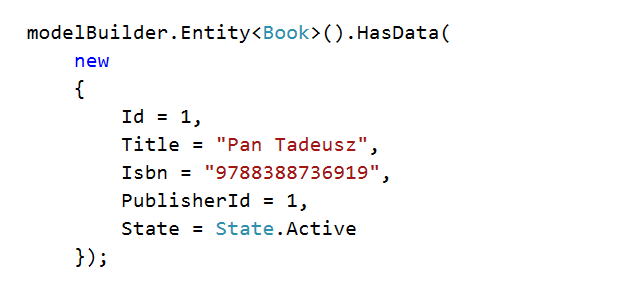 modelBuilder.Entity<Book>().HasData(
    new
    {
        Id = 1,
        Title = "Pan Tadeusz",
        Isbn = "9788388736919",
        PublisherId = 1,
        State = State.Active
    });